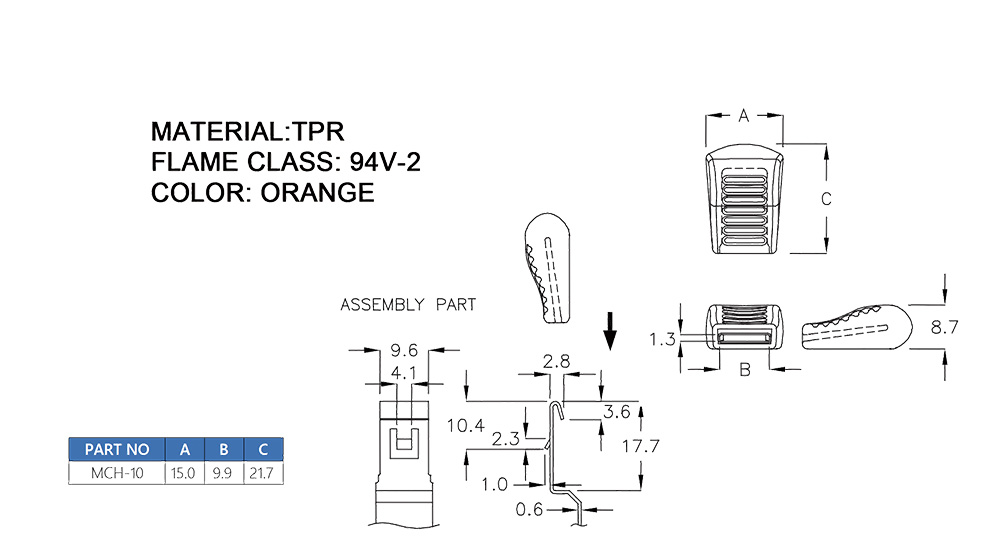 MATERIAL:TPR
FLAME CLASS: 94V-2
COLOR: ORANGE
A
C
ASSEMBLY PART
9.6
4.1
10.4
2.3
1.0
0.6
2.8
3.6
17.7
1.3
B
8.7
PART NO A B C
MCH-10 15.0 9.9 21.7